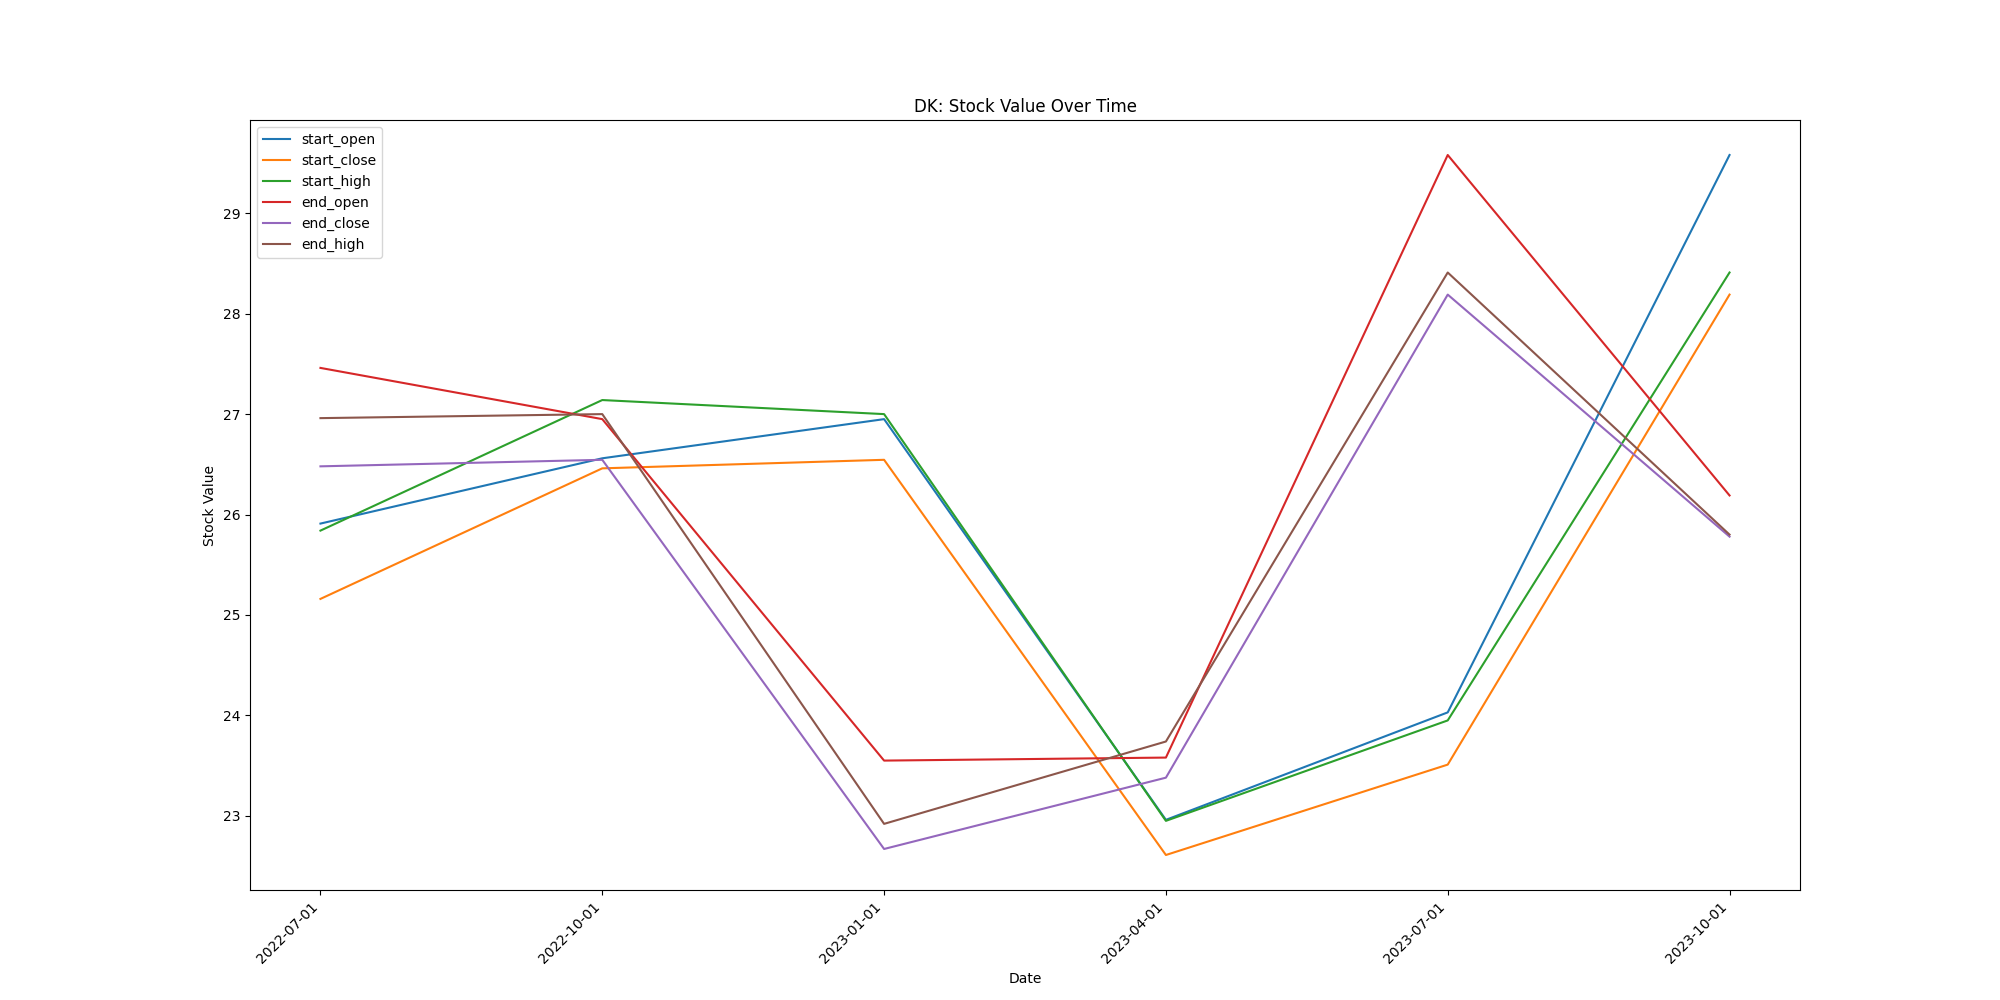 DK: Stock Value Over Time
start_open
start_close
start_high
end_open
end_close
end_high
Stock Value
29
28
27
26
25
24
23
2022-07-01
2022-10-01
2023-01-01
2023-04-01
2023-07-01
2023-10-01
Date